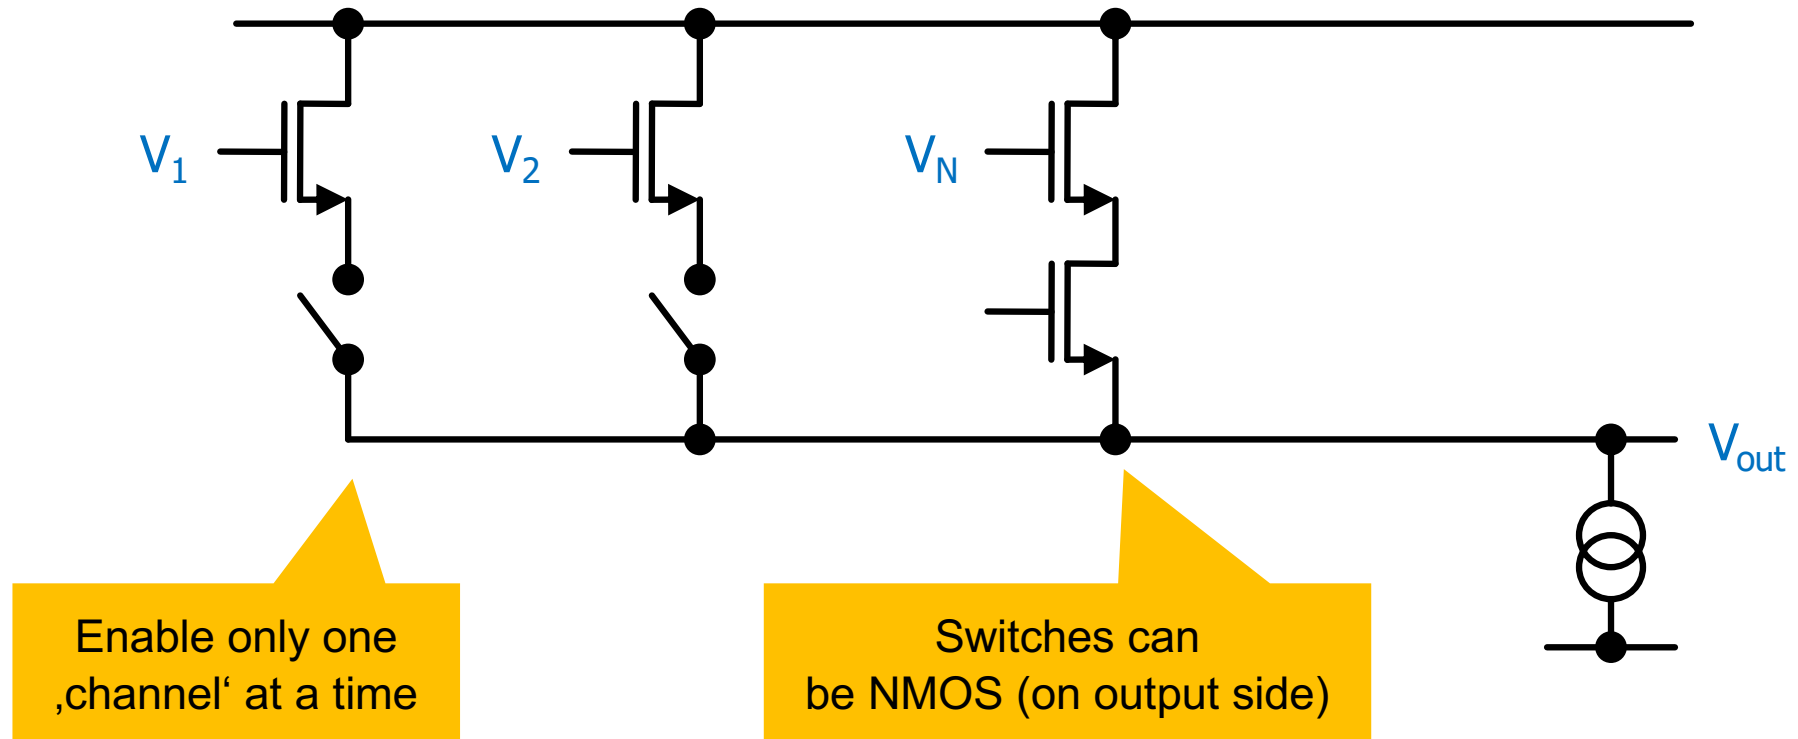 V1
V2
VN
Vout
Enable only one
‚channel‘ at a time
Switches can
be NMOS (on output side)